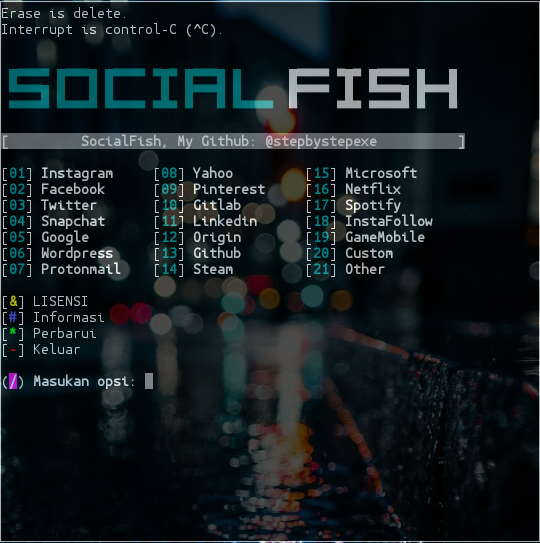 Erase is delete.
Interrupt is control-C (^C).
SOCIAL FISH
[ SocialFish, My Github: @stepbystepexe ]
[01] Instagram [08] Yahoo [15] Microsoft
[02] Facebook [09] Pinterest [16] Netflix
[03] Twitter [10] Gitlab [17] Spotify
[04] Snapchat [11] Linkedin [18] InstaFollow
[05] Google [12] Origin [19] GameMobile
[06] Wordpress [13] Github [20] Custom
[07] Protonmail [14] Steam [21] Other
[&] LISENSI
[#] Informasi
[*] Perbarui
[-] Keluar
(/) Masukan opsi: